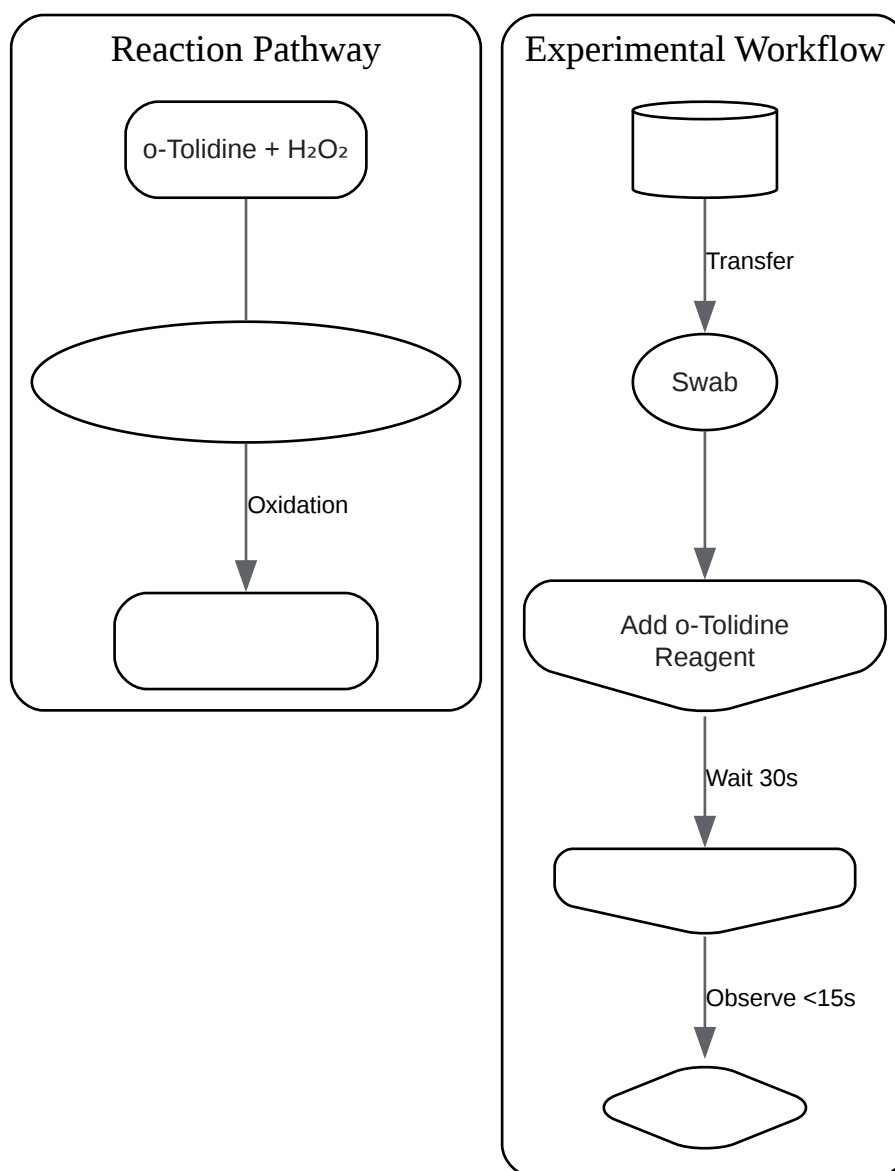 Reaction Pathway
o-Tolidine + H₂O₂
Oxidation
Experimental Workflow
Transfer
Swab
Add o-Tolidine
Reagent
Wait 30s
Observe <15s